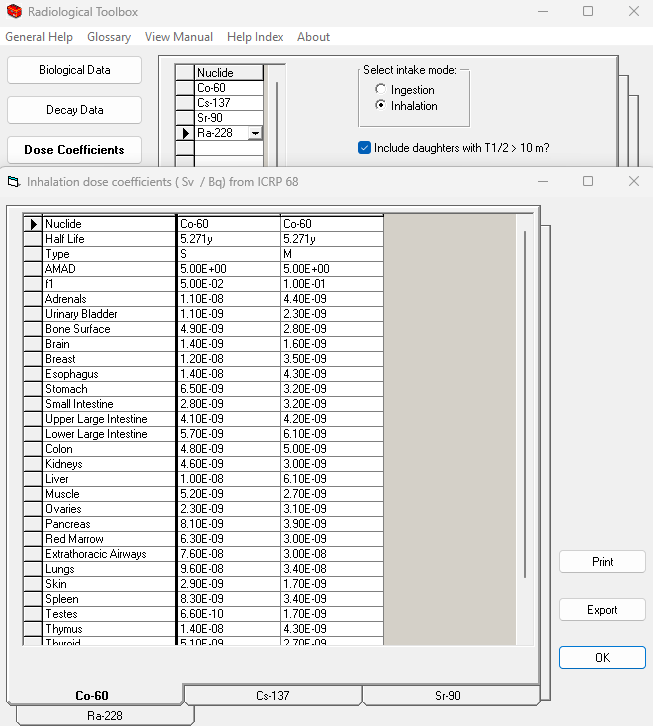 Radiological Toolbox
General Help Glossary View Manual Help Index About
Biological Data
Decay Data
Dose Coefficients
Nuclide
Co-60
Cs-137
Sr-90
Ra-228
Select intake mode:
Ingestion
Inhalation
Include daughters with T1/2 > 10 m?
Inhalation dose coefficients ( Sv / Bq) from ICRP 68
Nuclide Co-60 Co-60
Half Life 5.271y 5.271y
Type S M
AMAD 5.00E+00 5.00E+00
f1 5.00E-02 1.00E-01
Adrenals 1.10E-08 4.40E-09
Urinary Bladder 1.10E-09 2.30E-09
Bone Surface 4.90E-09 2.80E-09
Brain 1.40E-09 1.60E-09
Breast 1.20E-08 3.50E-09
Esophagus 1.40E-08 4.30E-09
Stomach 6.50E-09 3.20E-09
Small Intestine 2.80E-09 3.20E-09
Upper Large Intestine 4.10E-09 4.20E-09
Lower Large Intestine 5.70E-09 6.10E-09
Colon 4.80E-09 5.00E-09
Kidneys 4.60E-09 3.00E-09
Liver 1.00E-08 6.10E-09
Muscle 5.20E-09 2.70E-09
Ovaries 2.30E-09 3.10E-09
Pancreas 8.10E-09 3.90E-09
Red Marrow 6.30E-09 3.00E-09
Extrathoracic Airways 7.60E-08 3.00E-08
Lungs 9.60E-08 3.40E-08
Skin 2.90E-09 1.70E-09
Spleen 8.30E-09 3.40E-09
Testes 6.60E-10 1.70E-09
Thymus 1.40E-08 4.30E-09
Thyroid 5.10E-09 2.70E-09
Print
Export
OK
Co-60 Cs-137 Sr-90
Ra-228